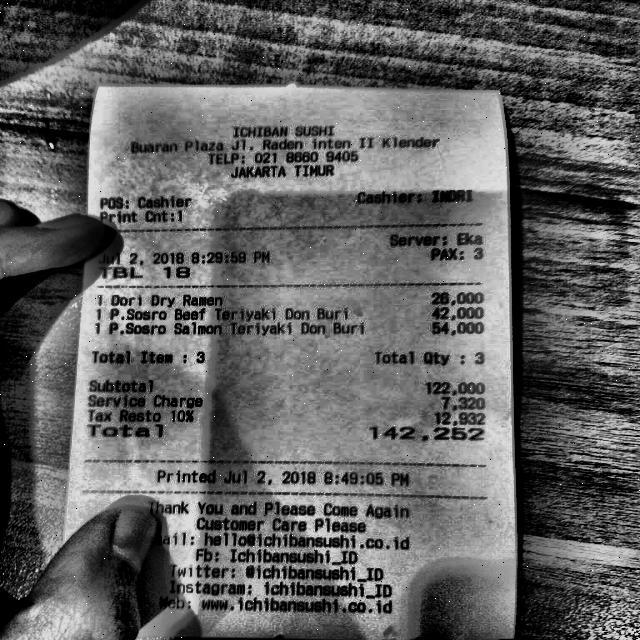 ICHIBAN SUSHI
Buaran Plaza Jl. Raden inten II Klender
TELP: 021 8660 9405
JAKARTA TIMUR
POS: Cashier Cashier: INDRI
Print Cnt:1
Server: Eka
Jul 2, 2018 8:29:59 PM PAX: 3
TBL 18
1 Dori Dry Ramen 26,000
1 P.Sosro Beef Teriyaki Don Buri 42,000
1 P.Sosro Salmon Teriyaki Don Buri 54,000
Total Item : 3 Total Qty : 3
Subtotal 122,000
Service Charge 7,320
Tax Resto 10% 12,932
Total 142,252
Printed Jul 2, 2018 8:49:05 PM
Thank You and Please Come Again
Customer Care Please
ail: hello@ichibansushi.co.id
Fb: Ichibansushi_ID
Twitter: @ichibansushi_ID
Instagram: ichibansushi_ID
Web: www.ichibansushi.co.id